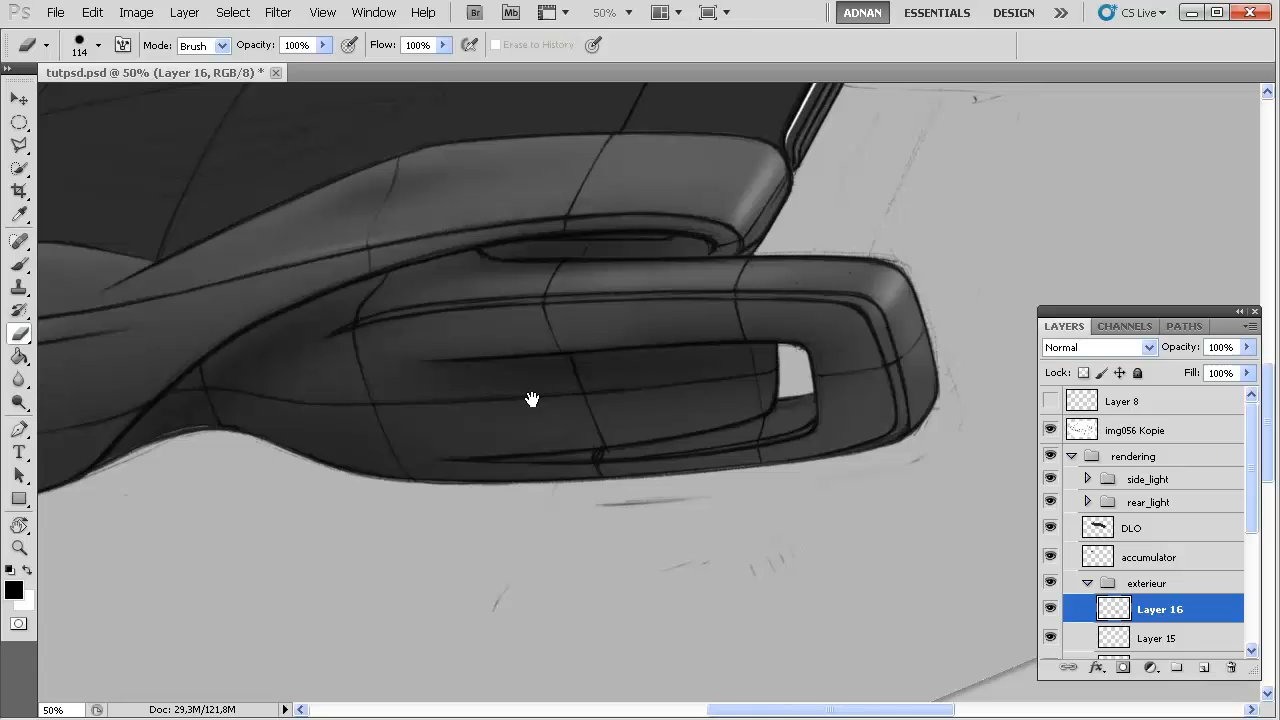 Ps File Edit Image Layer Select Filter View Window Help Br Mb 50% ADNAN ESSENTIALS DESIGN CS Live
114 Mode: Brush Opacity: 100% Flow: 100% Erase to History
tutpsd.psd @ 50% (Layer 16, RGB/8) *
LAYERS CHANNELS PATHS
Normal Opacity: 100%
Lock: Fill: 100%
Layer 8
img056 Kopie
rendering
side_light
rear_light
DLO
accumulator
exterieur
Layer 16
Layer 15
50% Doc: 29,3M/121,8M